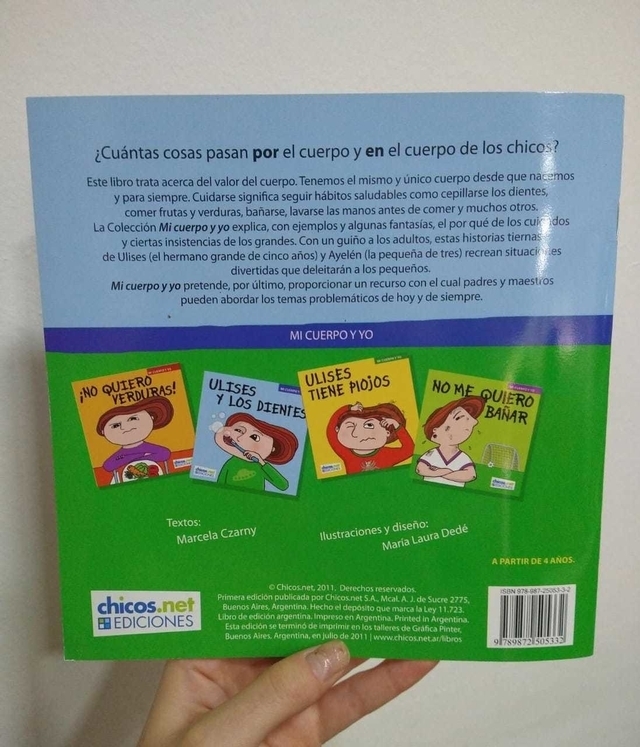 ¿Cuántas cosas pasan por el cuerpo y en el cuerpo de los chicos?
Este libro trata acerca del valor del cuerpo. Tenemos el mismo y único cuerpo desde que nacemos
y para siempre. Cuidarse significa seguir hábitos saludables como cepillarse los dientes,
comer frutas y verduras, bañarse, lavarse las manos antes de comer y muchos otros.
La Colección Mi cuerpo y yo explica, con ejemplos y algunas fantasías, el por qué de los cuidados
y ciertas insistencias de los grandes. Con un guiño a los adultos, estas historias tiernas
de Ulises (el hermano grande de cinco años) y Ayelén (la pequeña de tres) recrean situaciones
divertidas que deleitarán a los pequeños.
Mi cuerpo y yo pretende, por último, proporcionar un recurso con el cual padres y maestros
pueden abordar los temas problemáticos de hoy y de siempre.
MI CUERPO Y YO
¡NO QUIERO
VERDURAS!
ULISES
Y LOS DIENTES
ULISES
TIENE PIOJOS
NO ME QUIERO
BAÑAR
Textos:
Marcela Czarny
Ilustraciones y diseño:
María Laura Dedé
A PARTIR DE 4 AÑOS.
chicos.net
EDICIONES
© Chicos.net, 2011. Derechos reservados.
Primera edición publicada por Chicos.net S.A., Mcal. A. J. de Sucre 2775,
Buenos Aires, Argentina. Hecho el depósito que marca la Ley 11.723.
Libro de edición argentina. Impreso en Argentina. Printed in Argentina.
Esta edición se terminó de imprimir en los talleres de Gráfica Pinter,
Buenos Aires, Argentina, en julio de 2011 | www.chicos.net.ar/libros
ISBN 978-987-25053-3-2
9 789872 505332